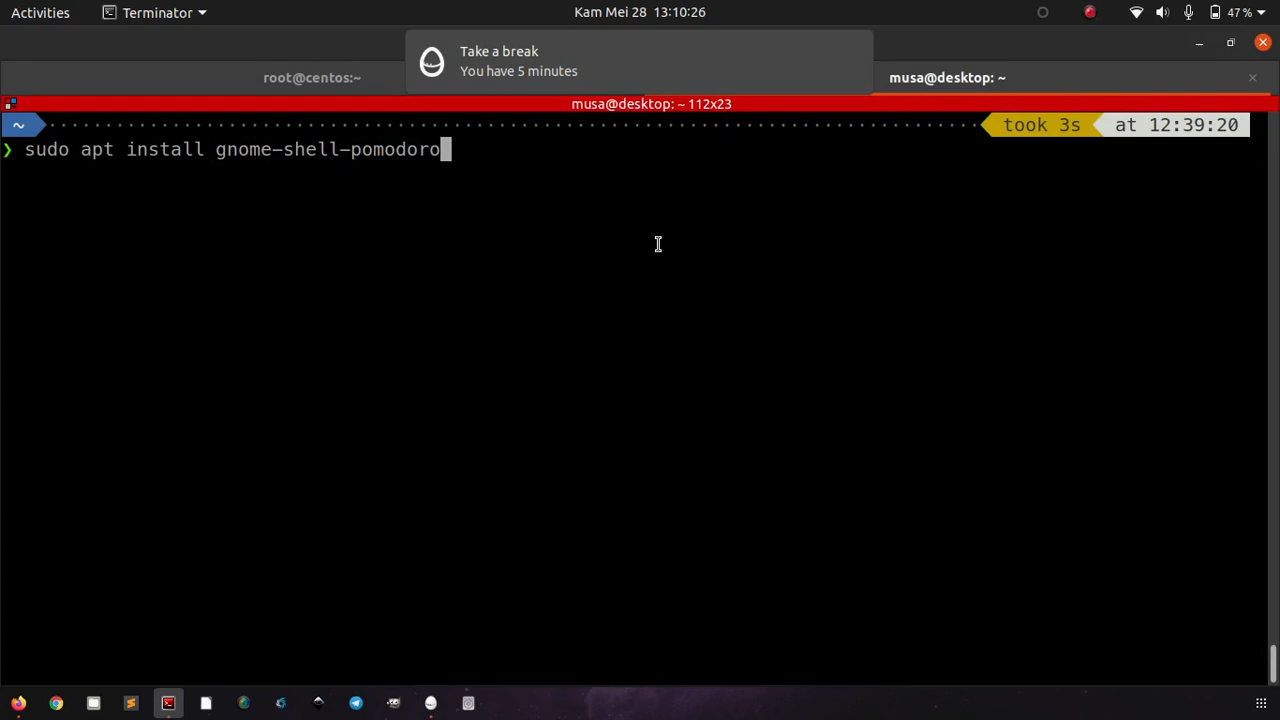 Activities Terminator Kam Mei 28 13:10:26 47 %
Take a break
You have 5 minutes
root@centos:~ musa@desktop: ~ ×
musa@desktop: ~ 112x23
~ took 3s at 12:39:20
❯ sudo apt install gnome-shell-pomodoro